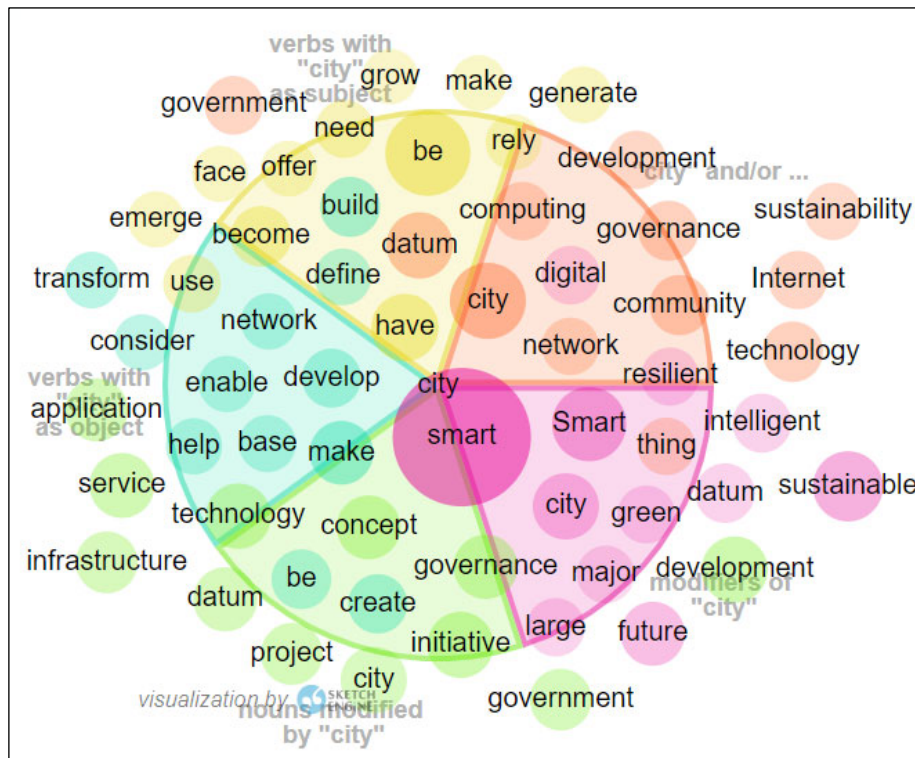 verbs with
"city"
as subject
grow
make
generate
government
need
be
rely
development
face
offer
"city" and/or ...
emerge
build
computing
governance
sustainability
become
datum
digital
transform
use
define
city
Internet
network
have
community
consider
network
technology
verbs with
"city"
as object
enable
develop
city
resilient
application
smart
Smart
intelligent
help
base
make
thing
service
datum
sustainable
technology
concept
city
green
infrastructure
be
governance
major
development
datum
create
modifiers of
"city"
project
initiative
large
future
city
visualization by SKETCH ENGINE
government
nouns modified
by "city"